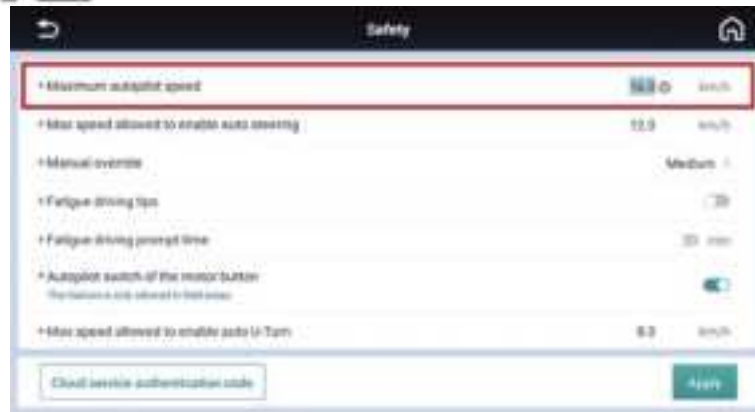 Safety
* Maximum autopilot speed km/h
* Max speed allowed to enable auto steering 12.0 km/h
* Manual override Medium
* Fatigue driving tips
* Fatigue driving prompt time min
* Autopilot switch of the motor button
* Max speed allowed to enable auto U-Turn km/h
Cloud service authentication code Apply